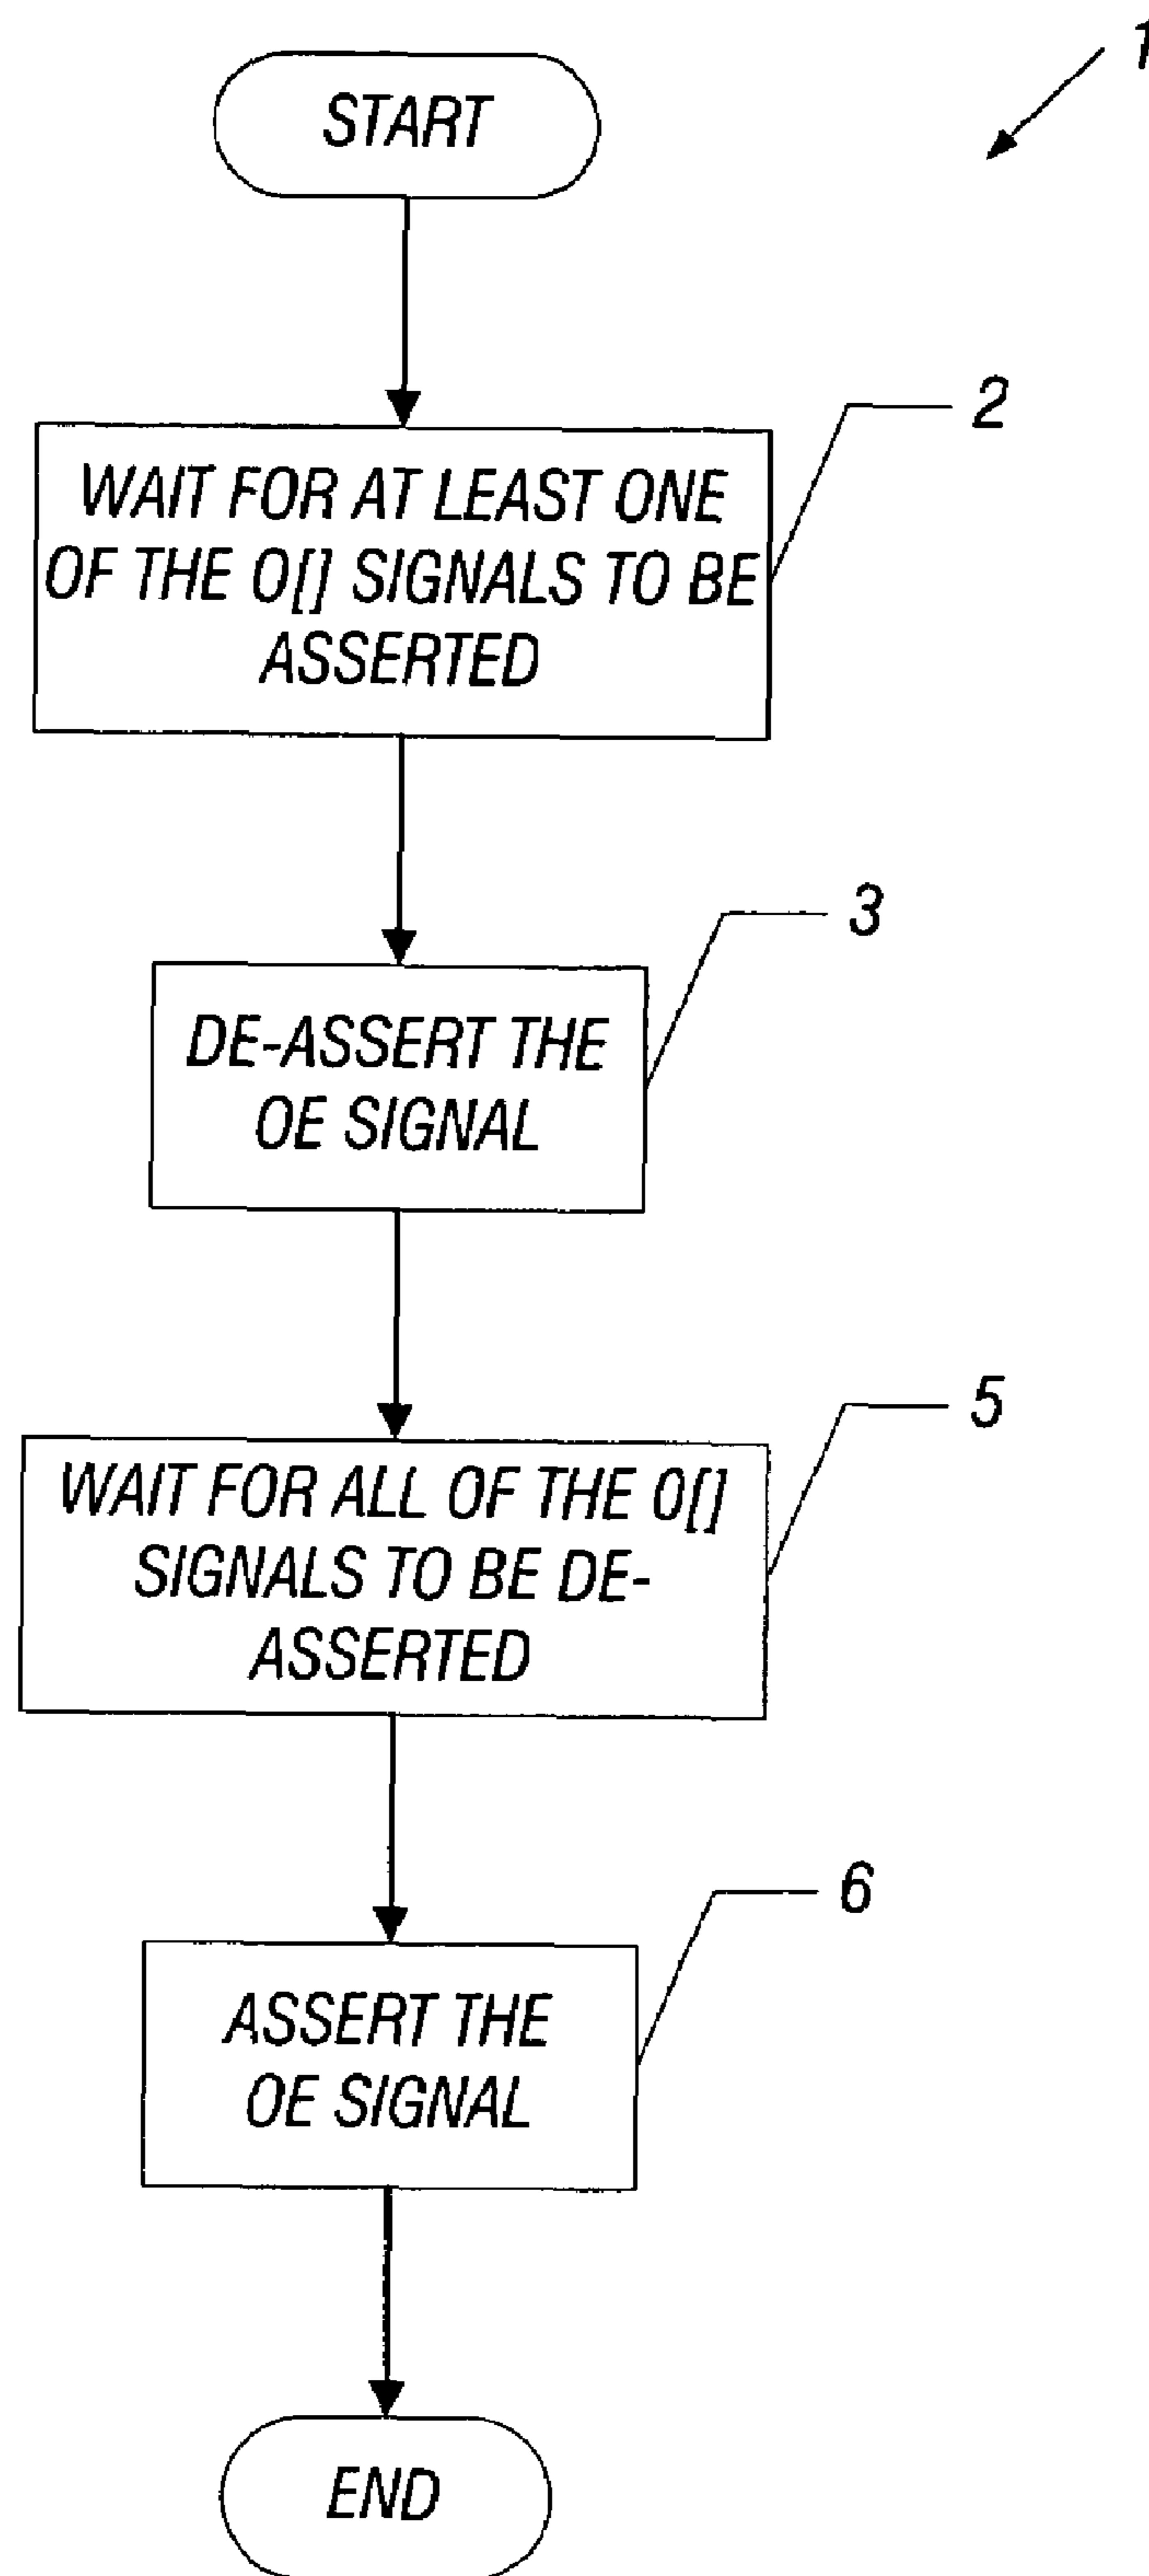 1
START
2
WAIT FOR AT LEAST ONE
OF THE O[] SIGNALS TO BE
ASSERTED
3
DE-ASSERT THE
OE SIGNAL
5
WAIT FOR ALL OF THE O[]
SIGNALS TO BE DE-
ASSERTED
6
ASSERT THE
OE SIGNAL
END